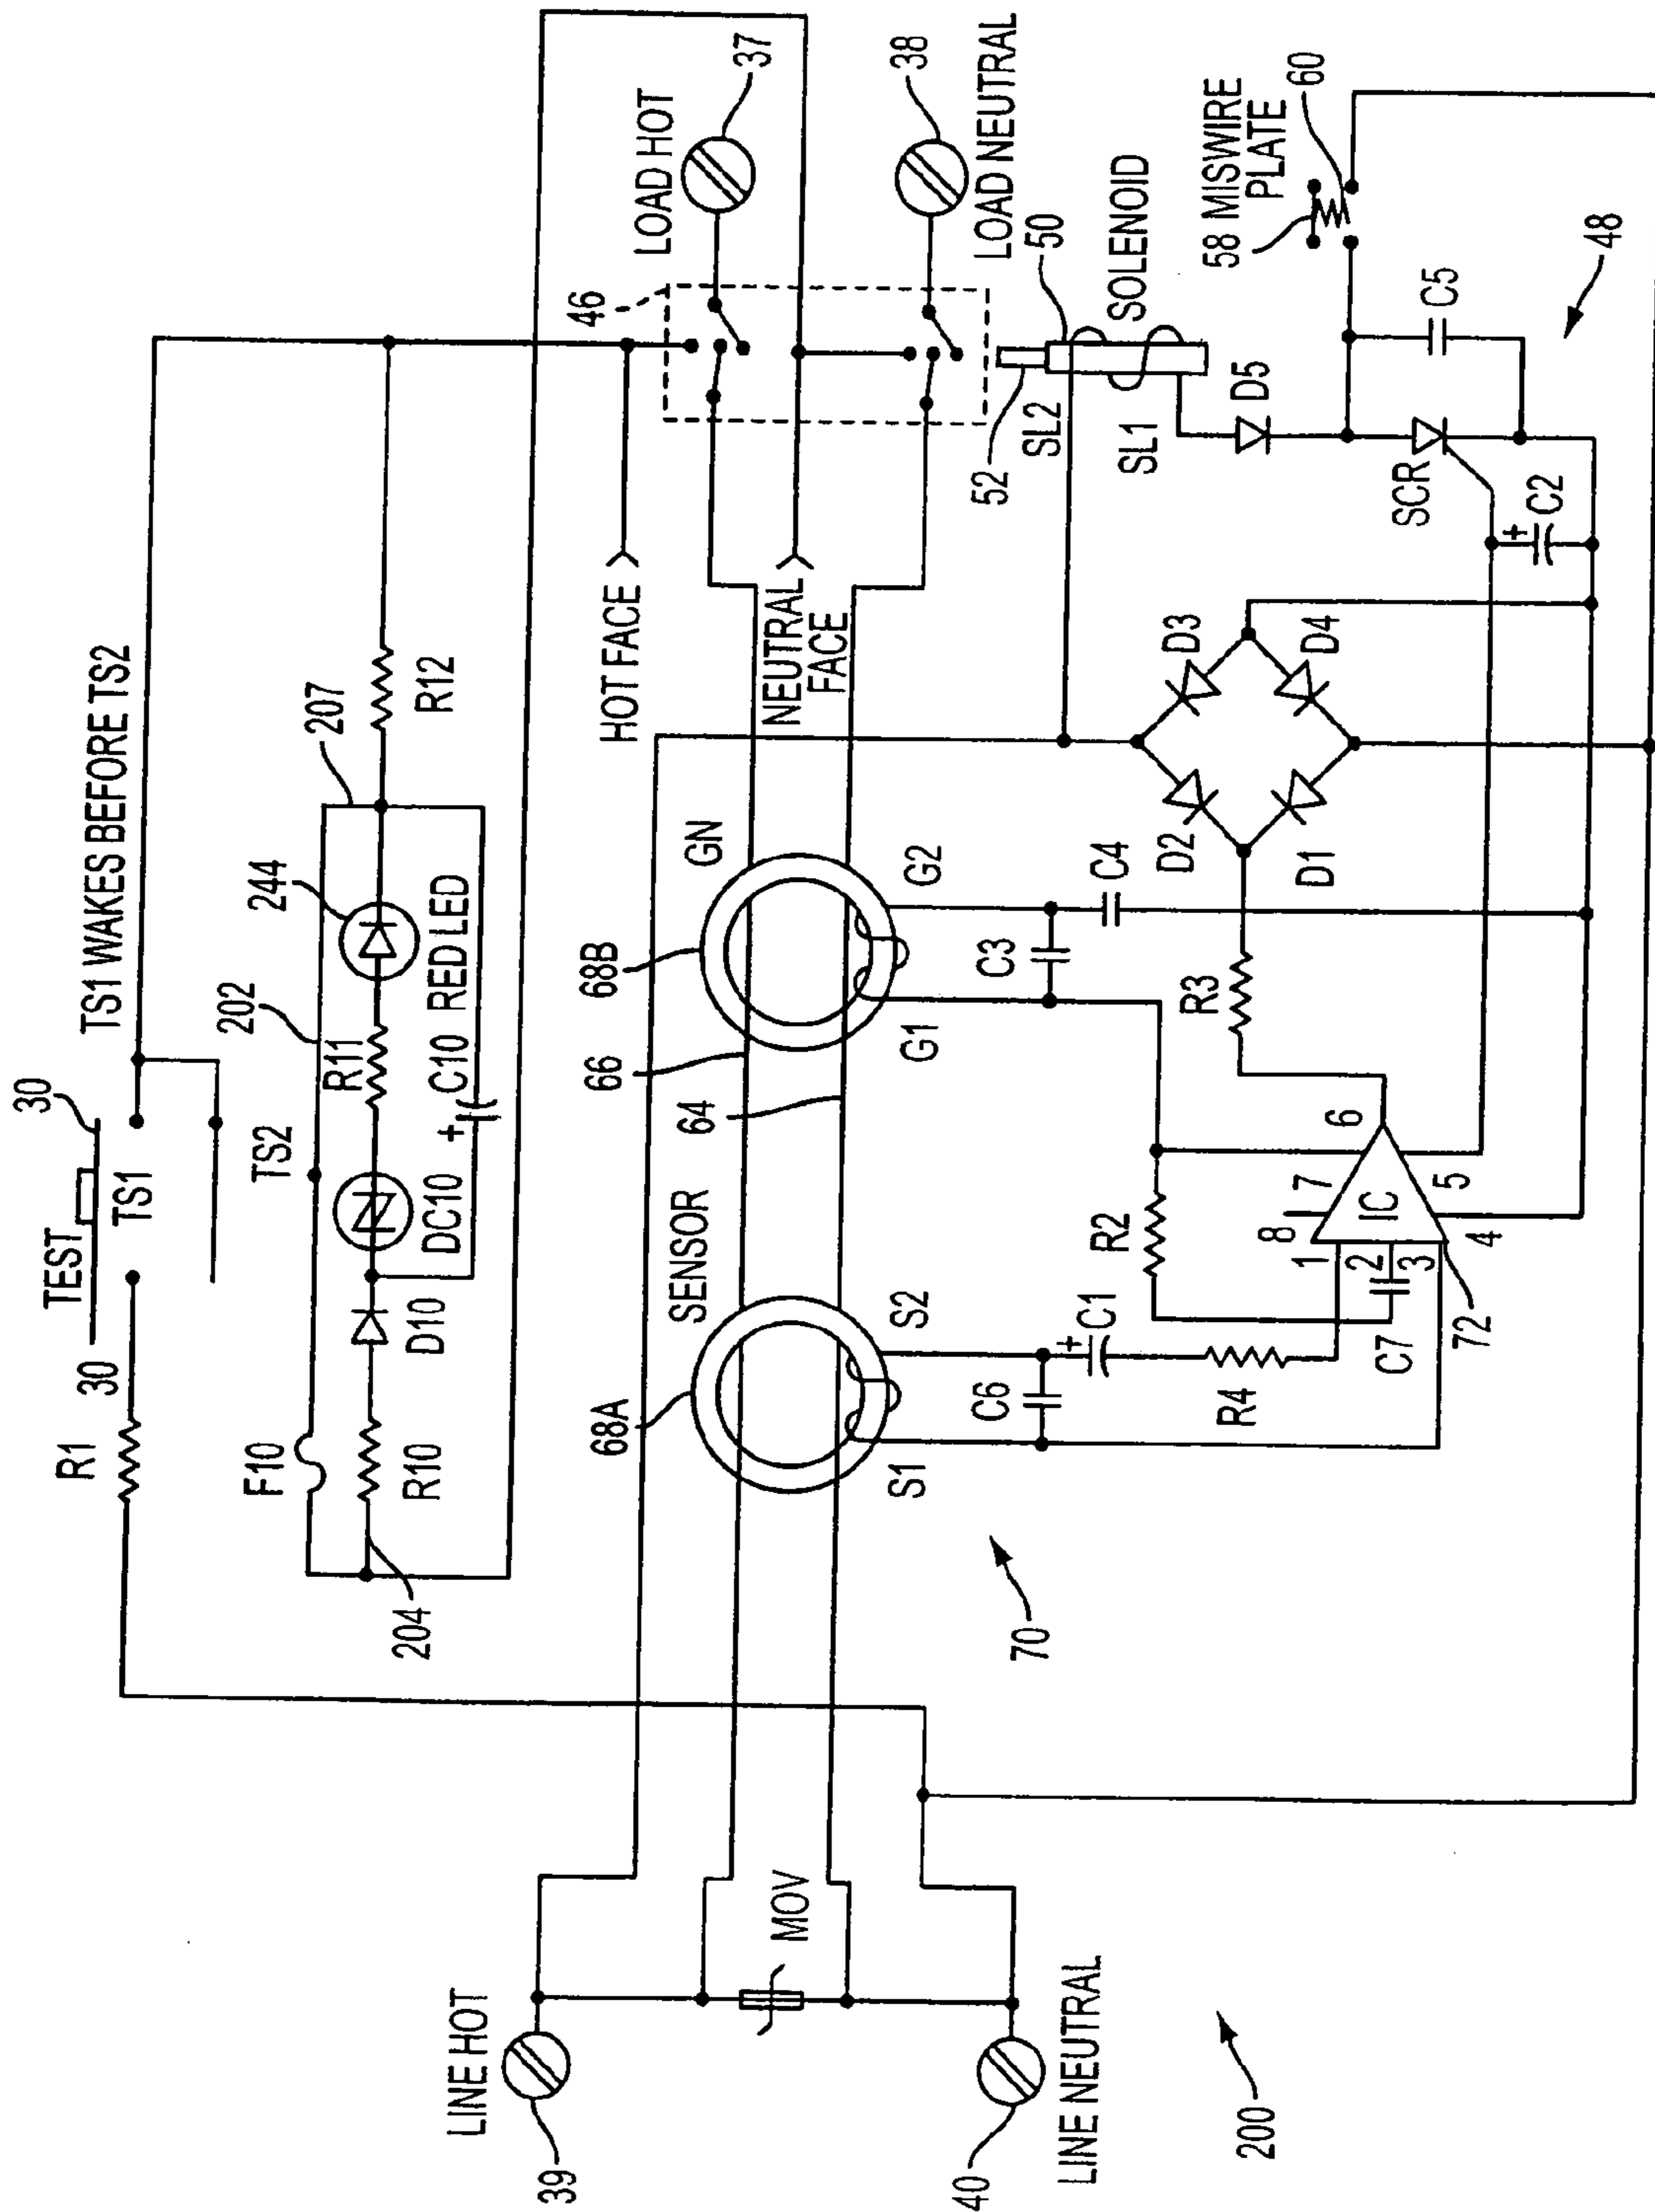 TEST
30
TS1 WAKES BEFORE TS2
R1
30
TS1
F10
TS2
202
244
207
R10
D10
DC10
R11
C10
+
RED LED
R12
204
LINE HOT
39
HOT FACE
46
LOAD HOT
37
68A
SENSOR
66
68B
GN
64
MOV
NEUTRAL
FACE
38
LOAD NEUTRAL
S1
S2
G1
G2
40
LINE NEUTRAL
52
50
SL2
SOLENOID
SL1
58 MISWIRE
PLATE
60
70
C6
+
C1
R4
R2
C3
C4
R3
D2
D3
D1
D4
D5
C5
48
SCR
+
C2
200
8
7
6
1
IC
2
3
5
4
C7
72